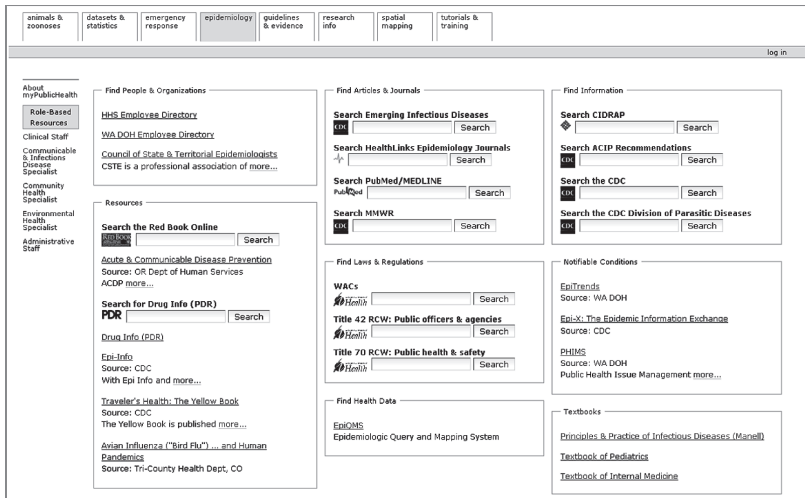 animals &
zoonoses
datasets &
statistics
emergency
response
epidemiology
guidelines
& evidence
research
info
spatial
mapping
tutorials &
training
log in
About
myPublicHealth
Role-Based
Resources
Clinical Staff
Communicable
& Infections
Disease
Specialist
Community
Health
Specialist
Environmental
Health
Specialist
Administrative
Staff
Find People & Organizations
HHS Employee Directory
WA DOH Employee Directory
Council of State & Territorial Epidemiologists
CSTE is a professional association of more...
Resources
Search the Red Book Online
RED BOOK Search
Acute & Communicable Disease Prevention
Source: OR Dept of Human Services
ACDP more...
Search for Drug Info (PDR)
PDR Search
Drug Info (PDR)
Epi-Info
Source: CDC
With Epi Info and more...
Traveler's Health: The Yellow Book
Source: CDC
The Yellow Book is published more...
Avian Influenza ("Bird Flu") ... and Human
Pandemics
Source: Tri-County Health Dept, CO
Find Articles & Journals
Search Emerging Infectious Diseases
CDC Search
Search HealthLinks Epidemiology Journals
Search
Search PubMed/MEDLINE
PubMed Search
Search MMWR
CDC Search
Find Laws & Regulations
WACs
Health Search
Title 42 RCW: Public officers & agencies
Health Search
Title 70 RCW: Public health & safety
Health Search
Find Health Data
EpiQMS
Epidemiologic Query and Mapping System
Find Information
Search CIDRAP
Search
Search ACIP Recommendations
CDC Search
Search the CDC
CDC Search
Search the CDC Division of Parasitic Diseases
CDC Search
Notifiable Conditions
EpiTrends
Source: WA DOH
Epi-X: The Epidemic Information Exchange
Source: CDC
PHIMS
Source: WA DOH
Public Health Issue Management more...
Textbooks
Principles & Practice of Infectious Diseases (Manell)
Textbook of Pediatrics
Textbook of Internal Medicine